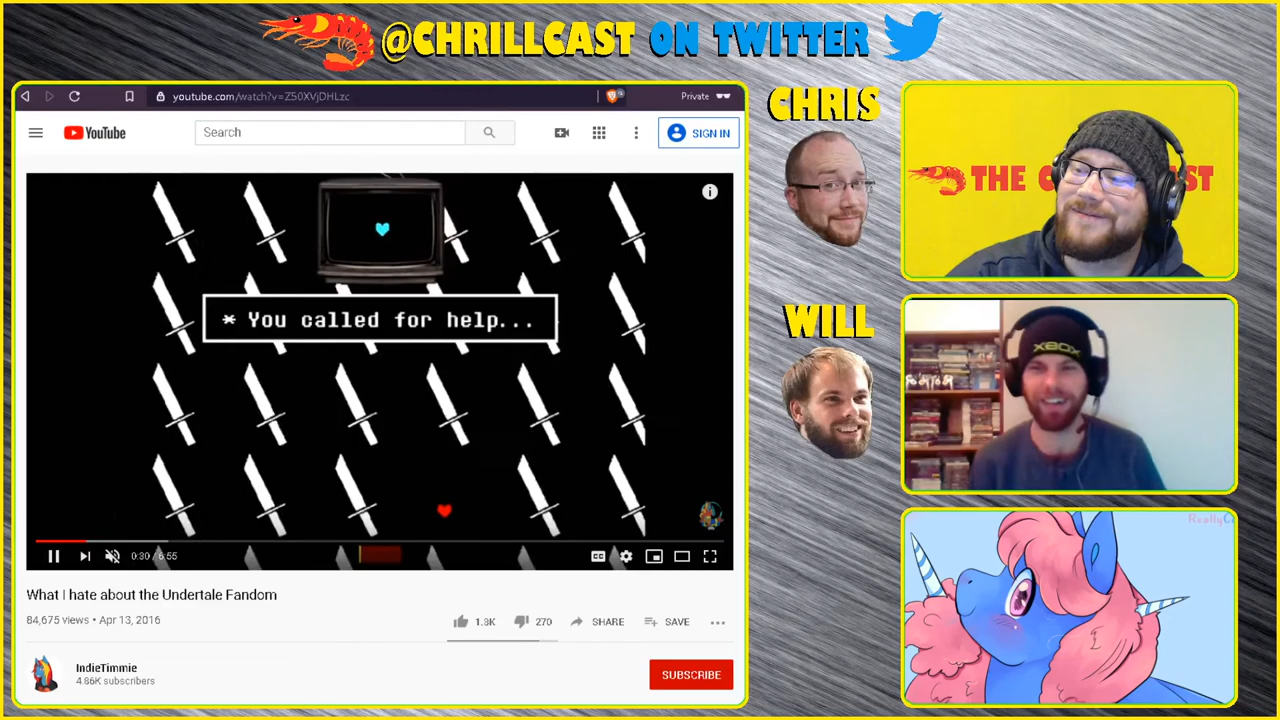 @CHRILLCAST ON TWITTER
youtube.com/watch?v=Z50XVjDHLzc
Private
YouTube
Search
SIGN IN
* You called for help...
0:30 / 6:55
What I hate about the Undertale Fandom
84,675 views • Apr 13, 2016
1.3K
270
SHARE
SAVE
IndieTimmie
4.86K subscribers
SUBSCRIBE
CHRIS
THE
WILL
XBOX